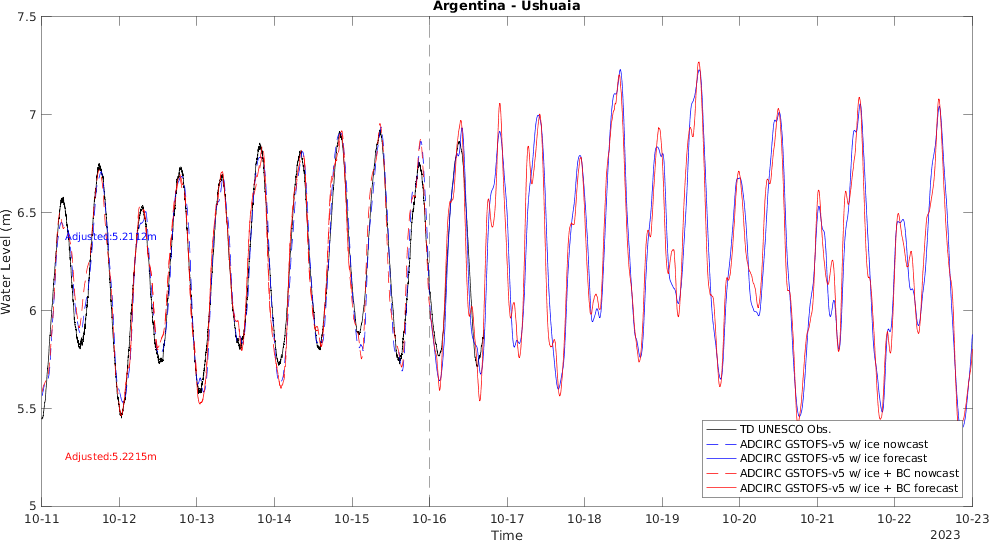 Argentina - Ushuaia
Water Level (m)
7.5
7
6.5
6
5.5
5
Adjusted:5.2112m
Adjusted:5.2215m
TD UNESCO Obs.
ADCIRC GSTOFS-v5 w/ ice nowcast
ADCIRC GSTOFS-v5 w/ ice forecast
ADCIRC GSTOFS-v5 w/ ice + BC nowcast
ADCIRC GSTOFS-v5 w/ ice + BC forecast
10-11 10-12 10-13 10-14 10-15 10-16 10-17 10-18 10-19 10-20 10-21 10-22 10-23
Time
2023